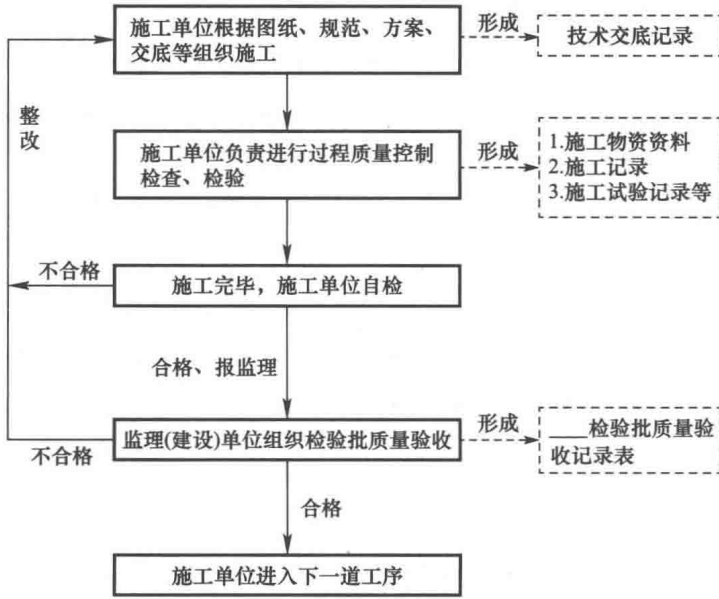 施工单位根据图纸、规范、方案、
交底等组织施工
形成
技术交底记录
整
改
施工单位负责进行过程质量控制
检查、检验
形成
1.施工物资资料
2.施工记录
3.施工试验记录等
不合格
施工完毕，施工单位自检
合格、报监理
不合格
监理(建设)单位组织检验批质量验收
形成
___检验批质量验
收记录表
合格
施工单位进入下一道工序